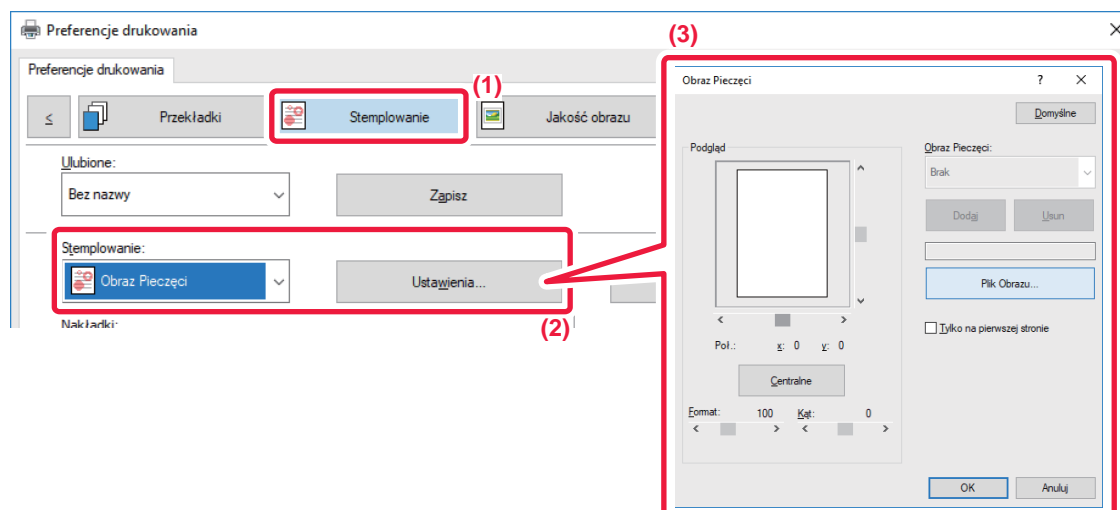 Preferencje drukowania
Preferencje drukowania
(1)
≤ Przekładki Stemplowanie Jakość obrazu
Ulubione:
Bez nazwy Zapisz
Stemplowanie:
Obraz Pieczęci Ustawienia...
(2)
Nakładki:
(3)
Obraz Pieczęci ? ×
Domyślne
Podgląd
Obraz Pieczęci:
Brak
Dodaj Usun
Plik Obrazu...
Tylko na pierwszej stronie
Poł.: x: 0 y: 0
Centralne
Format: 100 Kąt: 0
OK Anuluj